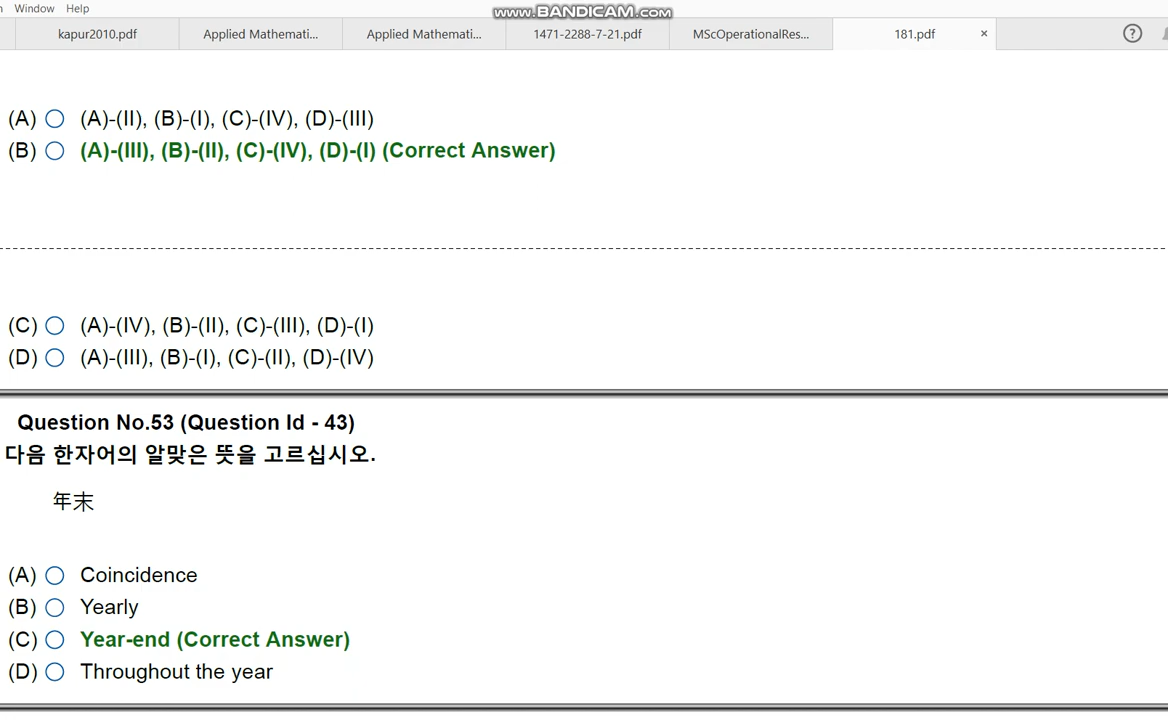 Window Help
www.BANDICAM.com
kapur2010.pdf Applied Mathemati... Applied Mathemati... 1471-2288-7-21.pdf MScOperationalRes... 181.pdf × ?
(A) (A)-(II), (B)-(I), (C)-(IV), (D)-(III)
(B) (A)-(III), (B)-(II), (C)-(IV), (D)-(I) (Correct Answer)
(C) (A)-(IV), (B)-(II), (C)-(III), (D)-(I)
(D) (A)-(III), (B)-(I), (C)-(II), (D)-(IV)
Question No.53 (Question Id - 43)
다음 한자어의 알맞은 뜻을 고르십시오.
年末
(A) Coincidence
(B) Yearly
(C) Year-end (Correct Answer)
(D) Throughout the year